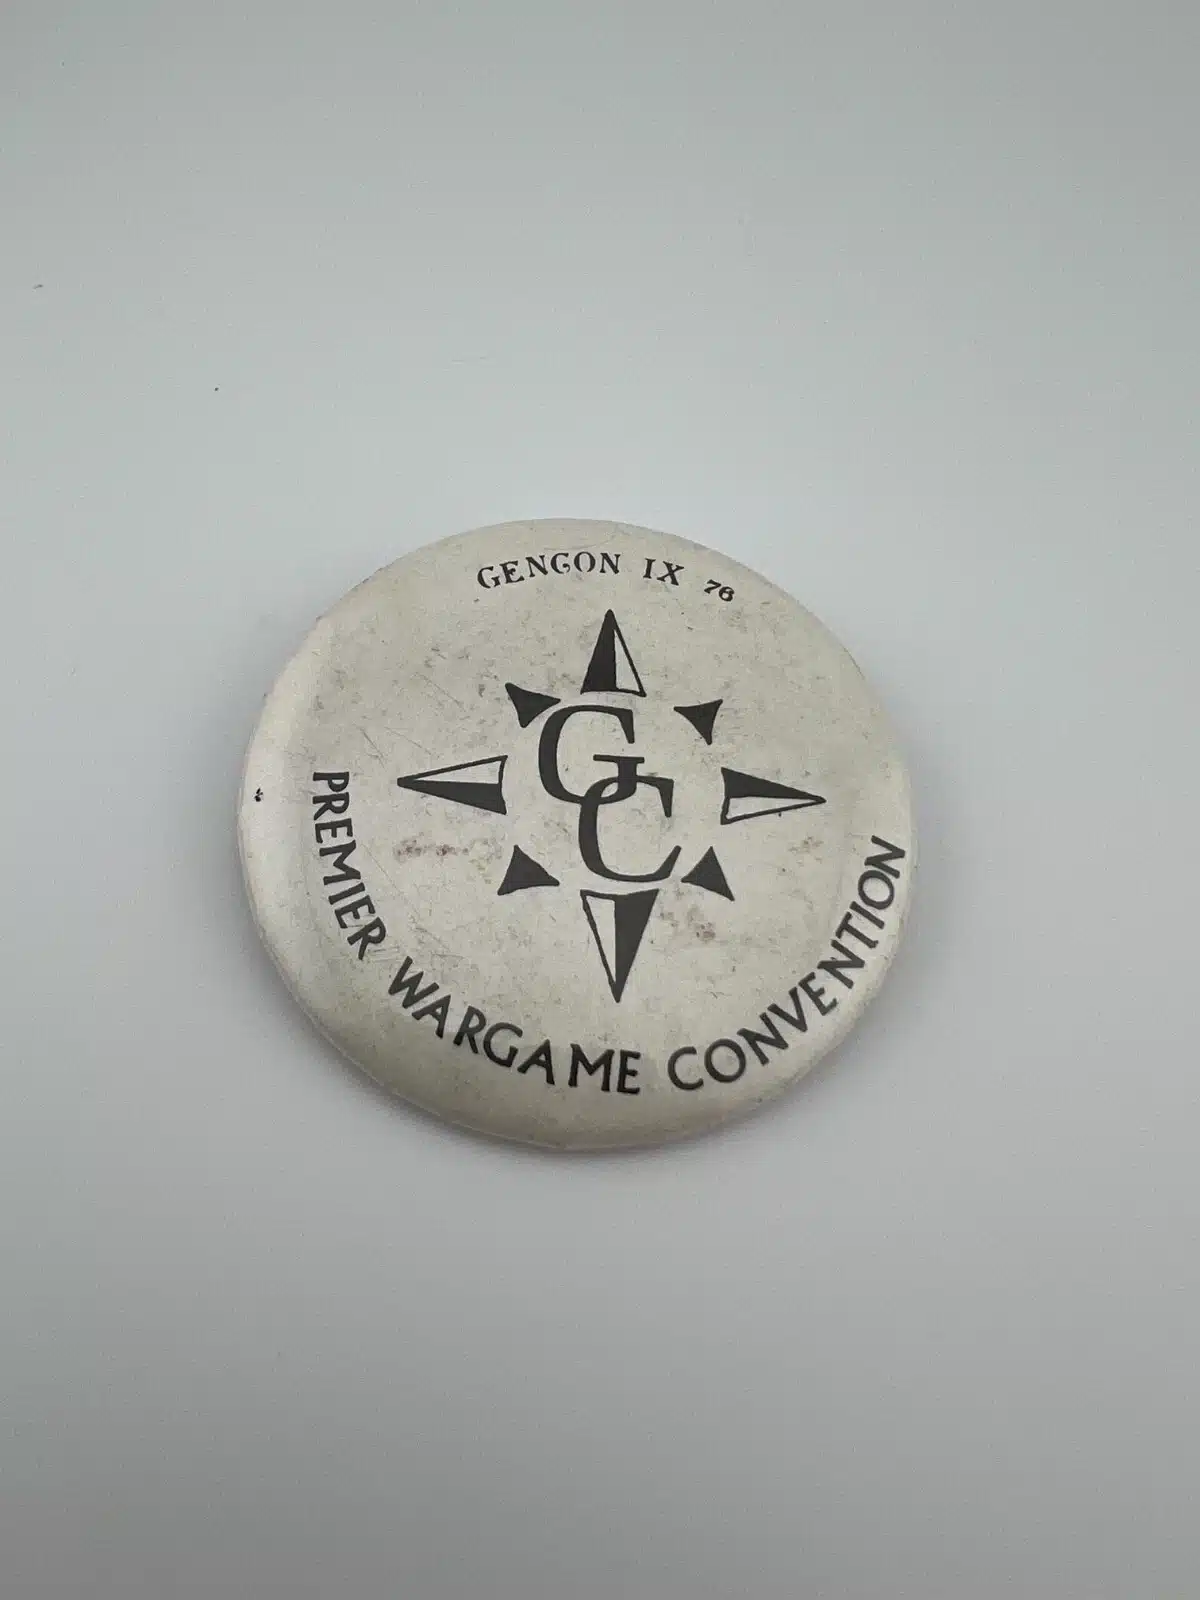 GENCON IX 76
GC
PREMIER WARGAME CONVENTION